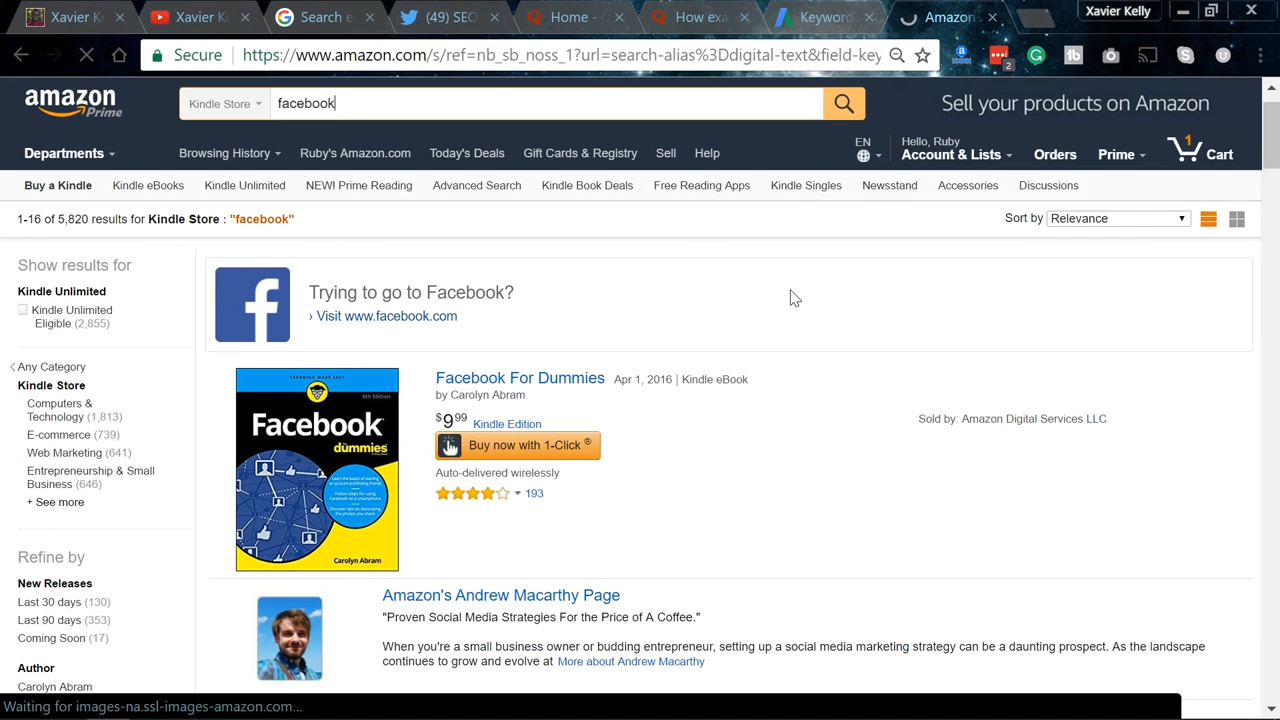 Xavier Ke
Xavier K
Search e
(49) SEO
Home - 
How exa
Keyword
Amazon
Xavier Kelly
Secure
https://www.amazon.com/s/ref=nb_sb_noss_1?url=search-alias%3Ddigital-text&field-key
2
amazon
Prime
Kindle Store
facebook
Sell your products on Amazon
Departments
Browsing History
Ruby's Amazon.com
Today's Deals
Gift Cards & Registry
Sell
Help
EN
Hello, Ruby
Account & Lists
Orders
Prime
1
Cart
Buy a Kindle
Kindle eBooks
Kindle Unlimited
NEW! Prime Reading
Advanced Search
Kindle Book Deals
Free Reading Apps
Kindle Singles
Newsstand
Accessories
Discussions
1-16 of 5,820 results for Kindle Store : "facebook"
Sort by Relevance
Show results for
Kindle Unlimited
Kindle Unlimited
Eligible (2,855)
Any Category
Kindle Store
Computers &
Technology (1,813)
E-commerce (739)
Web Marketing (641)
Entrepreneurship & Small
Business (646)
+ See more
Refine by
New Releases
Last 30 days (130)
Last 90 days (353)
Coming Soon (17)
Author
Carolyn Abram
Trying to go to Facebook?
› Visit www.facebook.com
LEARNING MADE EASY
6th Edition
Facebook
dummies
Carolyn Abram
Facebook For Dummies Apr 1, 2016 | Kindle eBook
by Carolyn Abram
$9 99 Kindle Edition
Buy now with 1-Click ®
Auto-delivered wirelessly
193
Sold by: Amazon Digital Services LLC
Amazon's Andrew Macarthy Page
"Proven Social Media Strategies For the Price of A Coffee."
When you're a small business owner or budding entrepreneur, setting up a social media marketing strategy can be a daunting prospect. As the landscape
continues to grow and evolve at More about Andrew Macarthy
Waiting for images-na.ssl-images-amazon.com...